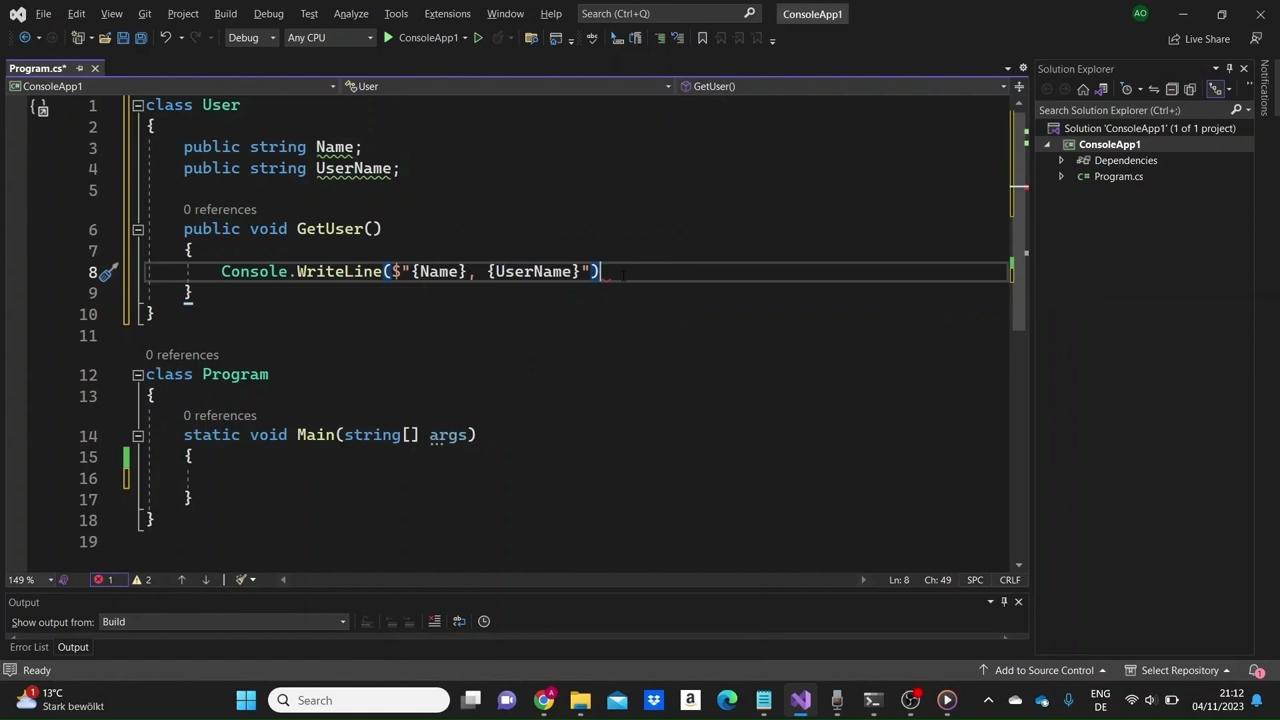 File Edit View Git Project Build Debug Test Analyze Tools Extensions Window Help Search (Ctrl+Q) ConsoleApp1 AO
Debug Any CPU ConsoleApp1 Live Share
Program.cs*
ConsoleApp1 User GetUser()
1 class User
2 {
3 public string Name;
4 public string UserName;
5
0 references
6 public void GetUser()
7 {
8 Console.WriteLine($"{Name}, {UserName}")
9 }
10 }
11
0 references
12 class Program
13 {
0 references
14 static void Main(string[] args)
15 {
16
17 }
18 }
19
149 % 1 2 Ln: 8 Ch: 49 SPC CRLF
Output
Show output from: Build
Error List Output
Solution Explorer
Search Solution Explorer (Ctrl+;)
Solution 'ConsoleApp1' (1 of 1 project)
ConsoleApp1
Dependencies
C# Program.cs
Notifications
Ready Add to Source Control Select Repository 1
1 13°C
Stark bewölkt
Search
ENG
DE
21:12
04/11/2023